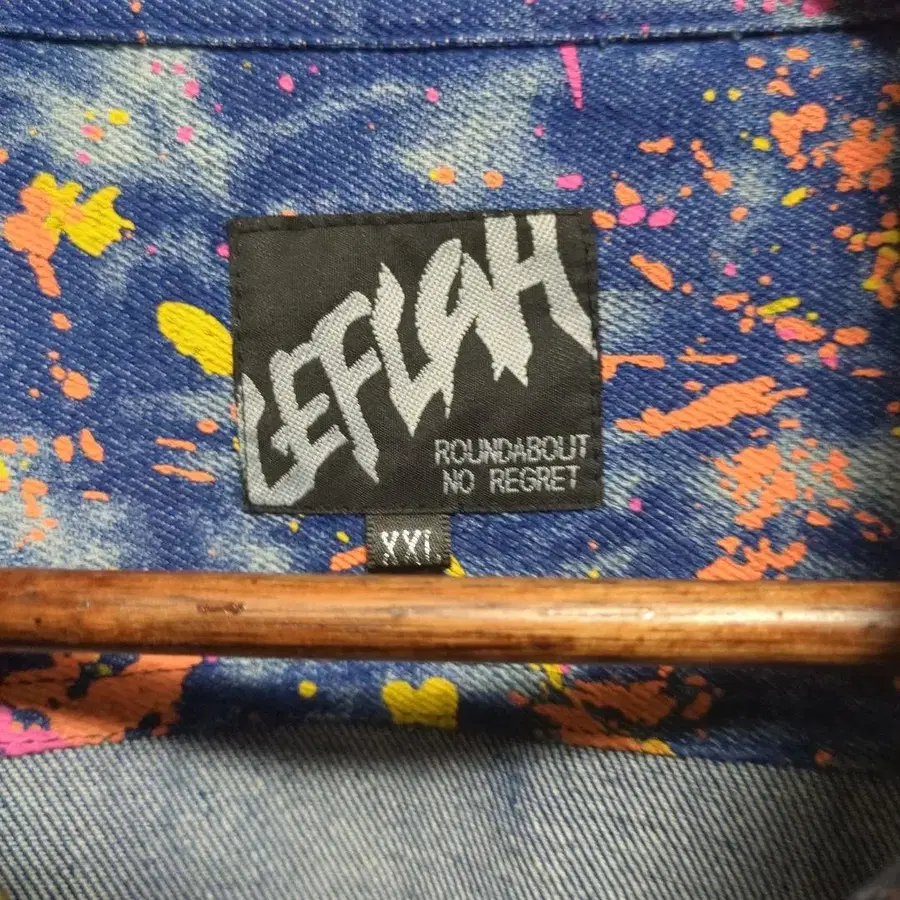 LEFLAH
ROUNDABOUT
NO REGRET
XXL